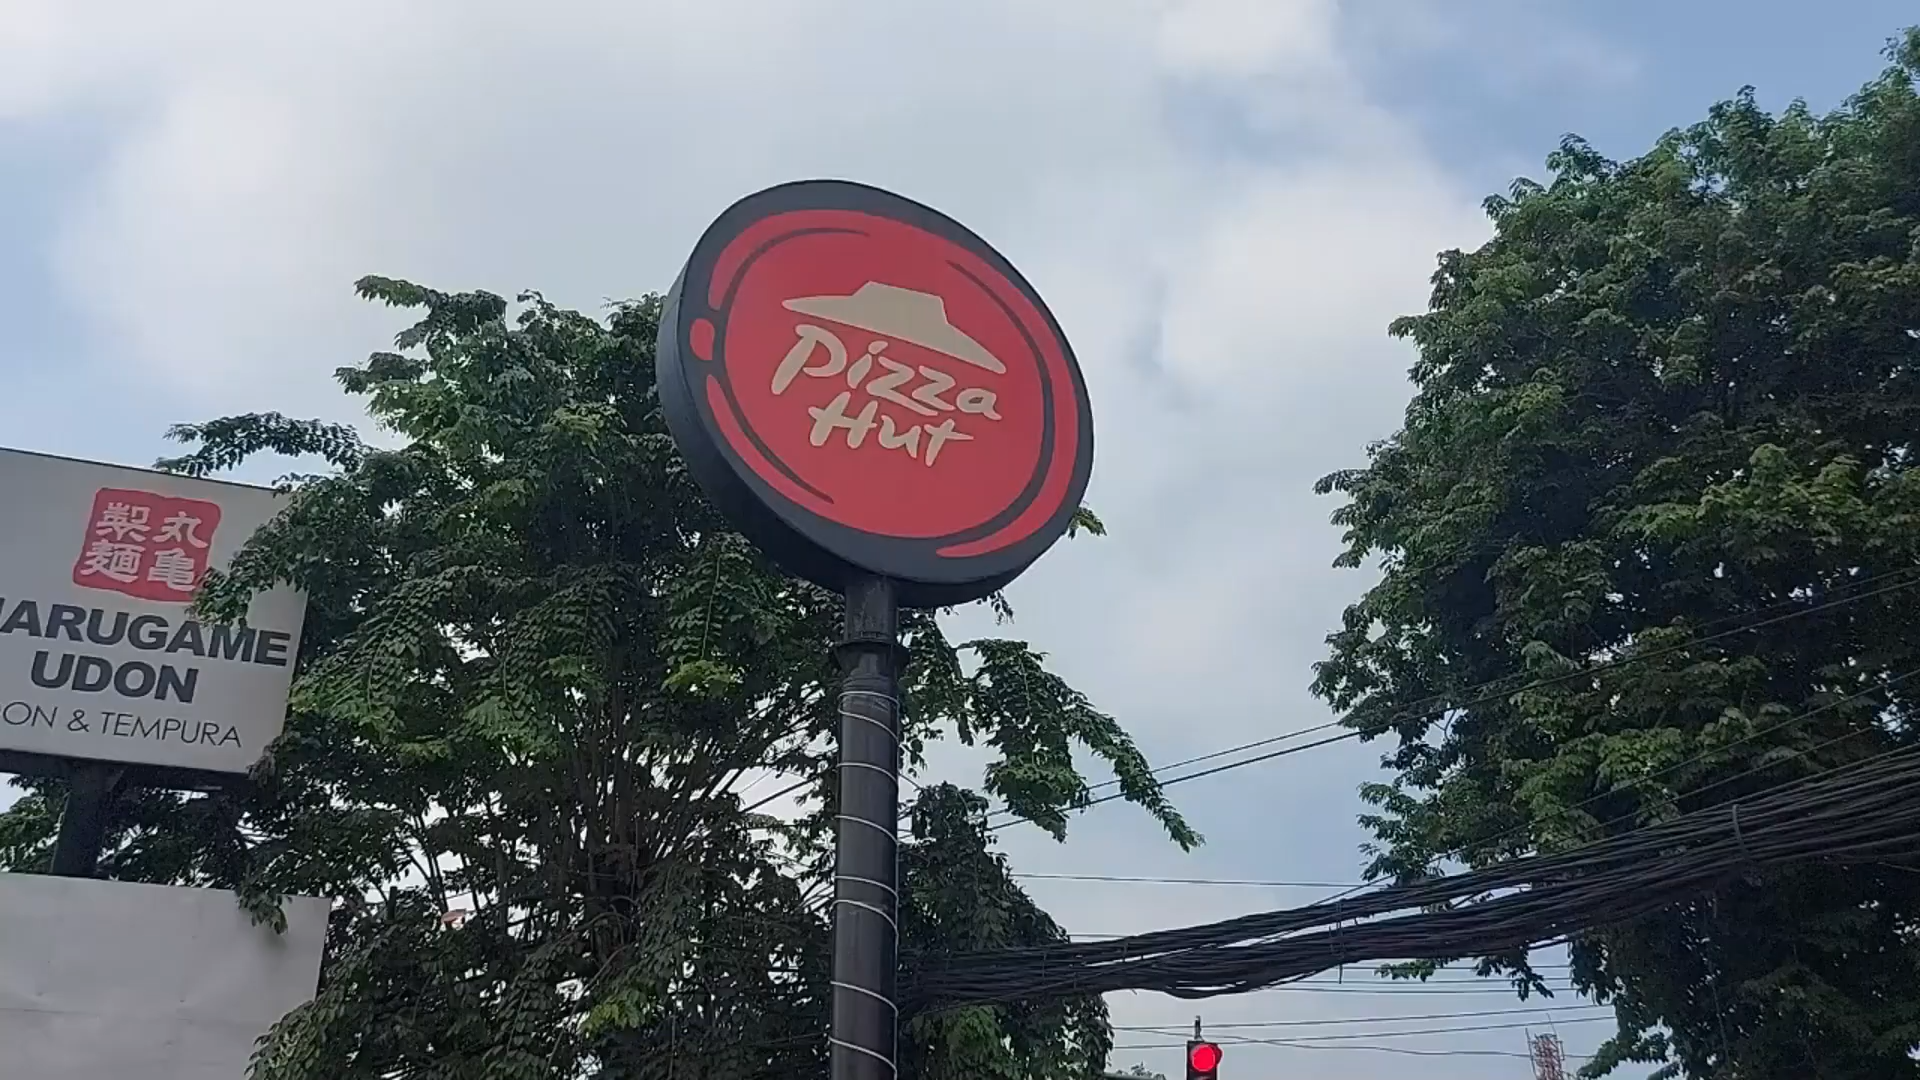 Pizza
Hut
製丸
麺亀
ARUGAME
UDON
ON & TEMPURA